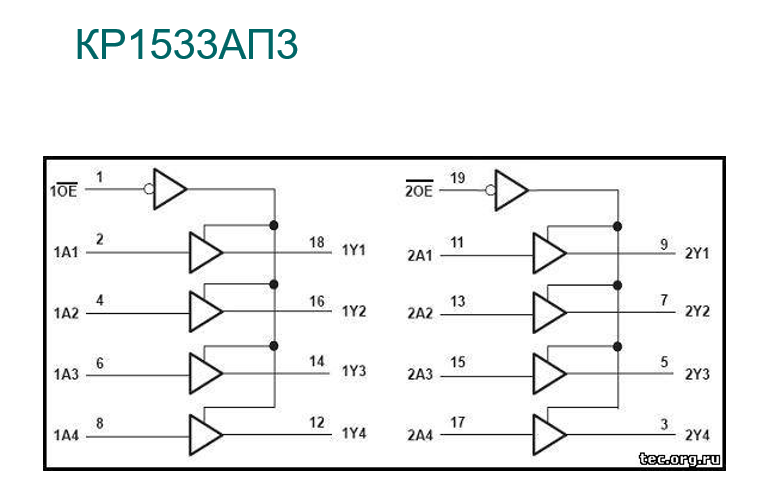 КР1533АП3
1OE 1
2 1A1 18 1Y1
4 1A2 16 1Y2
6 1A3 14 1Y3
8 1A4 12 1Y4
2OE 19
11 2A1 9 2Y1
13 2A2 7 2Y2
15 2A3 5 2Y3
17 2A4 3 2Y4
tec.org.ru